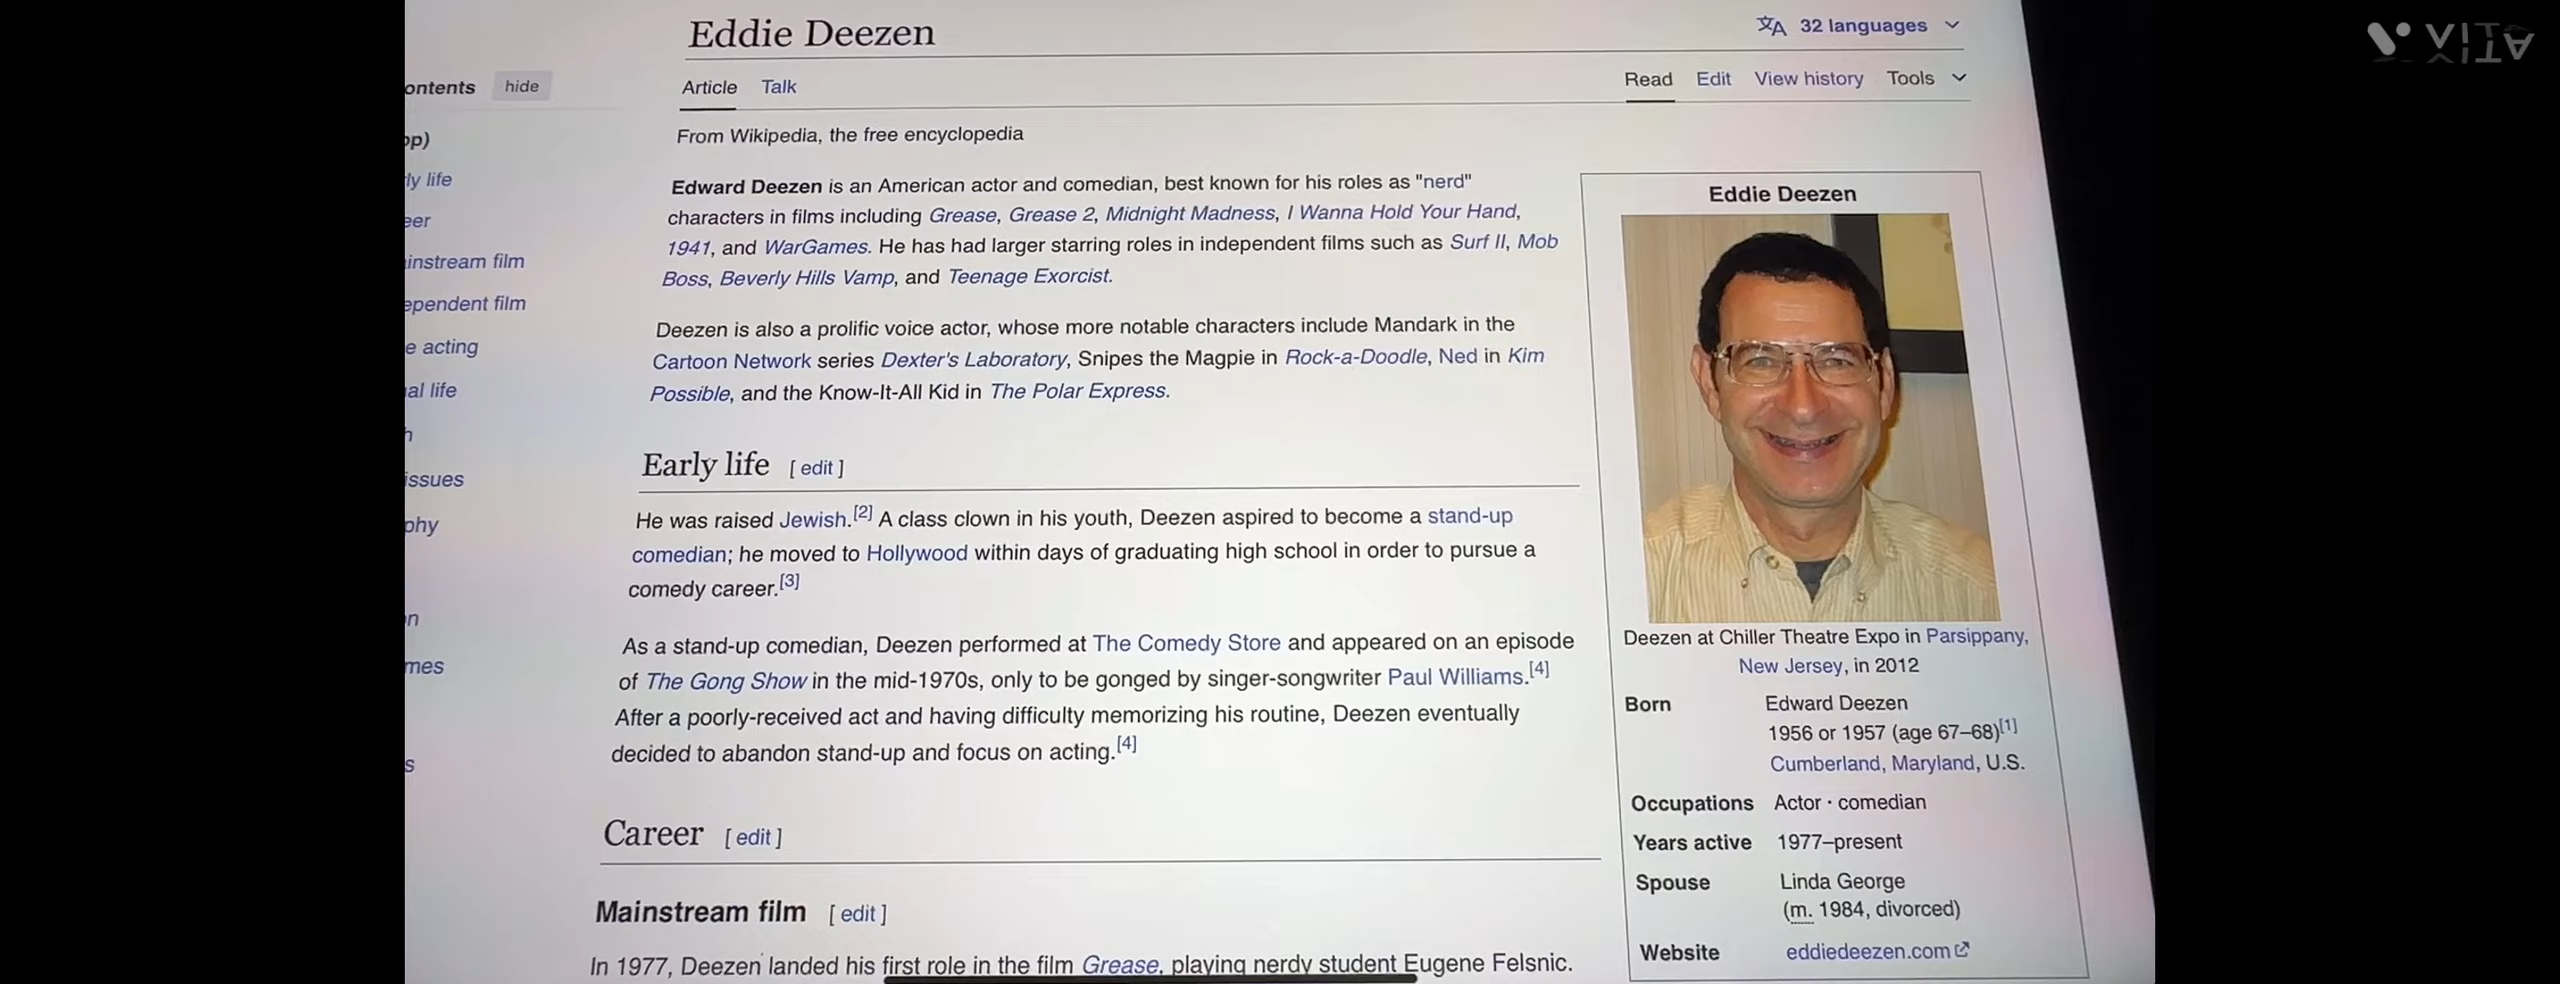 Eddie Deezen
32 languages
ontents hide
Article Talk
Read Edit View history Tools
op)
From Wikipedia, the free encyclopedia
ly life
eer
instream film
ependent film
e acting
al life
h
issues
phy
on
mes
s
Edward Deezen is an American actor and comedian, best known for his roles as "nerd"
characters in films including Grease, Grease 2, Midnight Madness, I Wanna Hold Your Hand,
1941, and WarGames. He has had larger starring roles in independent films such as Surf II, Mob
Boss, Beverly Hills Vamp, and Teenage Exorcist.
Deezen is also a prolific voice actor, whose more notable characters include Mandark in the
Cartoon Network series Dexter's Laboratory, Snipes the Magpie in Rock-a-Doodle, Ned in Kim
Possible, and the Know-It-All Kid in The Polar Express.
Early life [ edit ]
He was raised Jewish.[2] A class clown in his youth, Deezen aspired to become a stand-up
comedian; he moved to Hollywood within days of graduating high school in order to pursue a
comedy career.[3]
As a stand-up comedian, Deezen performed at The Comedy Store and appeared on an episode
of The Gong Show in the mid-1970s, only to be gonged by singer-songwriter Paul Williams.[4]
After a poorly-received act and having difficulty memorizing his routine, Deezen eventually
decided to abandon stand-up and focus on acting.[4]
Career [ edit ]
Mainstream film [ edit ]
In 1977, Deezen landed his first role in the film Grease, playing nerdy student Eugene Felsnic.
Eddie Deezen
Deezen at Chiller Theatre Expo in Parsippany,
New Jersey, in 2012
Born Edward Deezen
1956 or 1957 (age 67–68)[1]
Cumberland, Maryland, U.S.
Occupations Actor · comedian
Years active 1977–present
Spouse Linda George
(m. 1984, divorced)
Website eddiedeezen.com
VITA